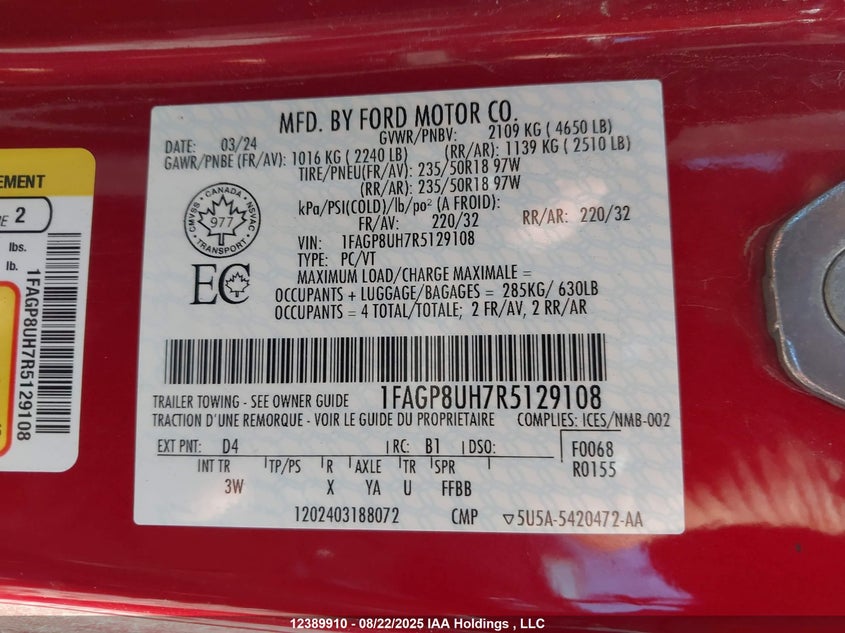 MFD. BY FORD MOTOR CO.
DATE: 03/24 GVWR/PNBV: 2109 KG ( 4650 LB)
GAWR/PNBE (FR/AV): 1016 KG ( 2240 LB) (RR/AR): 1139 KG ( 2510 LB)
TIRE/PNEU(FR/AV): 235/50R18 97W
(RR/AR): 235/50R18 97W
kPa/PSI(COLD)/lb/po² (A FROID):
FR/AV: 220/32 RR/AR: 220/32
VIN: 1FAGP8UH7R5129108
TYPE: PC/VT
MAXIMUM LOAD/CHARGE MAXIMALE =
OCCUPANTS + LUGGAGE/BAGAGES = 285KG/ 630LB
OCCUPANTS = 4 TOTAL/TOTALE; 2 FR/AV, 2 RR/AR
CMVSS CANADA NSVAC
977
TRANSPORT
EC
TRAILER TOWING - SEE OWNER GUIDE 1FAGP8UH7R5129108
TRACTION D'UNE REMORQUE - VOIR LE GUIDE DU PROPRIETAIRE COMPLIES: ICES/NMB-002
EXT PNT: D4 RC: B1 DSO: F0068
R0155
INT TR TP/PS R AXLE TR SPR
3W X YA U FFBB
1202403188072 CMP 5U5A-5420472-AA
EMENT
2
lbs.
lb.
1FAGP8UH7R5129108
12389910 - 08/22/2025 IAA Holdings , LLC